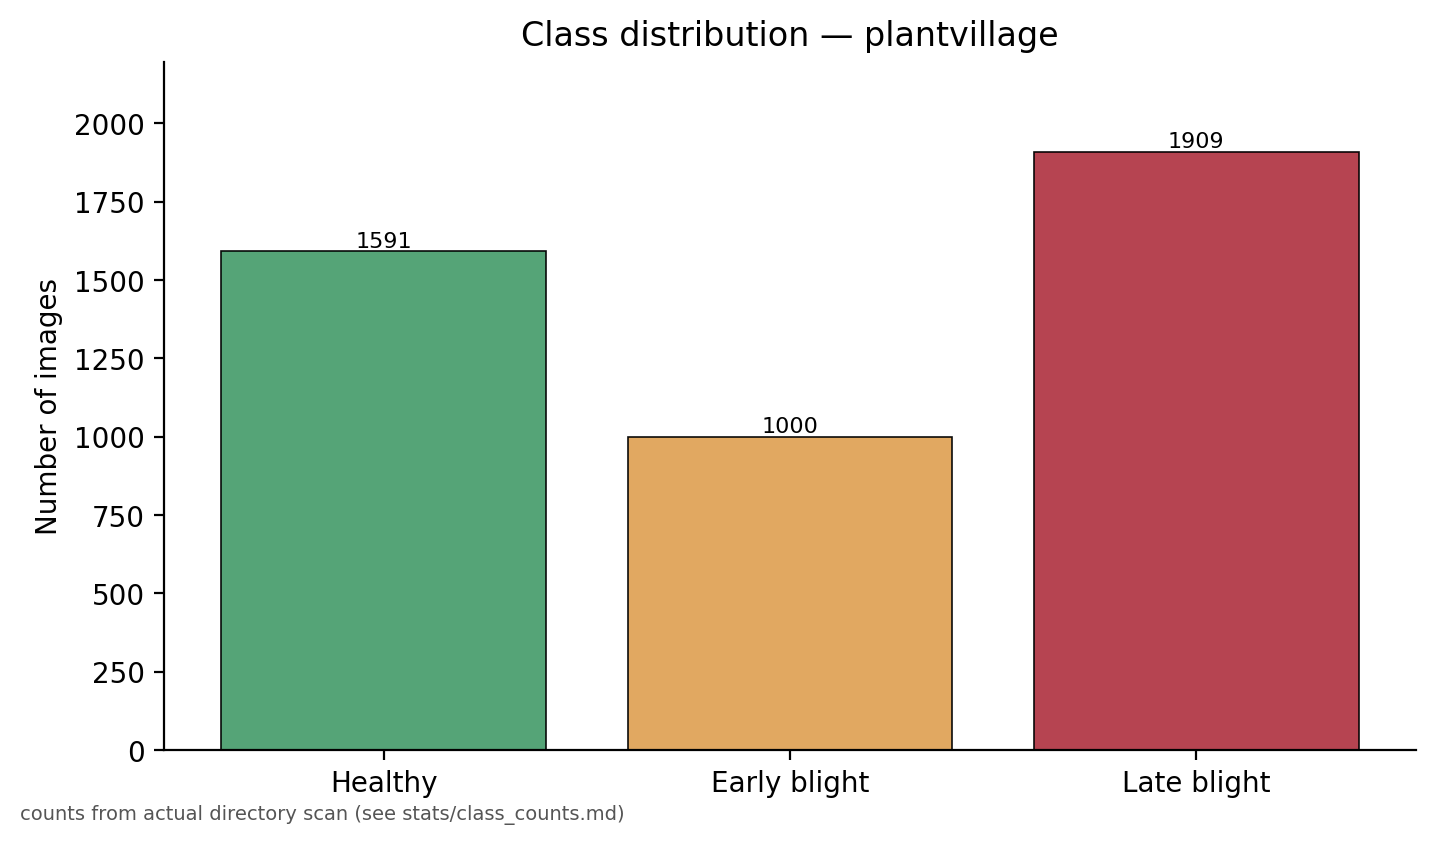 Class distribution — plantvillage
Number of images
2000
1750
1500
1250
1000
750
500
250
0
1591
1000
1909
Healthy
Early blight
Late blight
counts from actual directory scan (see stats/class_counts.md)